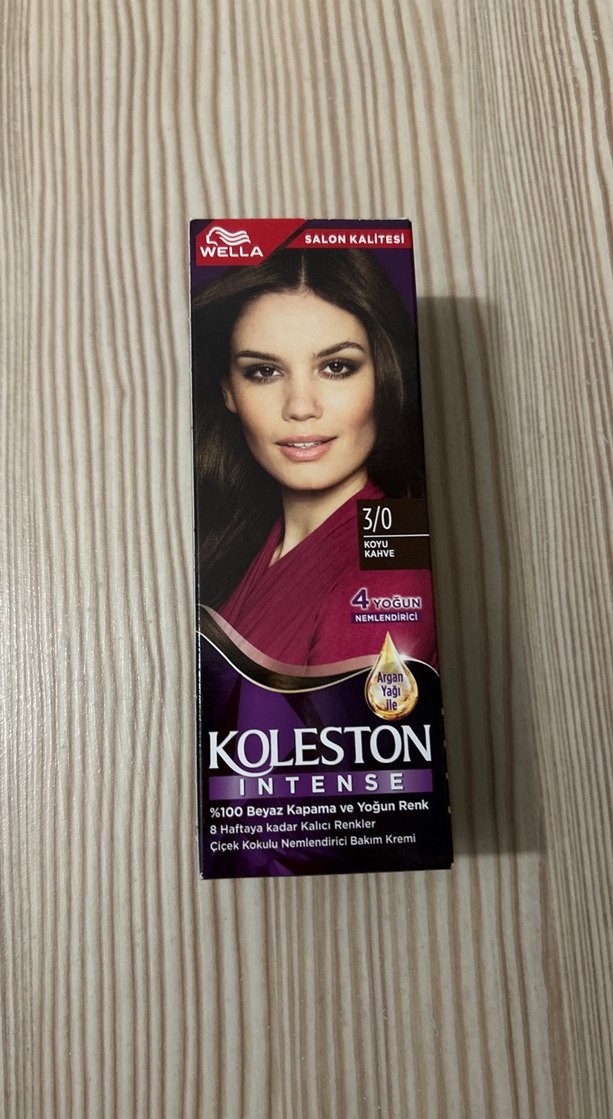 WELLA
SALON KALİTESİ
3/0
KOYU
KAHVE
4 YOĞUN
NEMLENDİRİCİ
Argan
Yağı
ile
KOLESTON
INTENSE
%100 Beyaz Kapama ve Yoğun Renk
8 Haftaya kadar Kalıcı Renkler
Çiçek Kokulu Nemlendirici Bakım Kremi